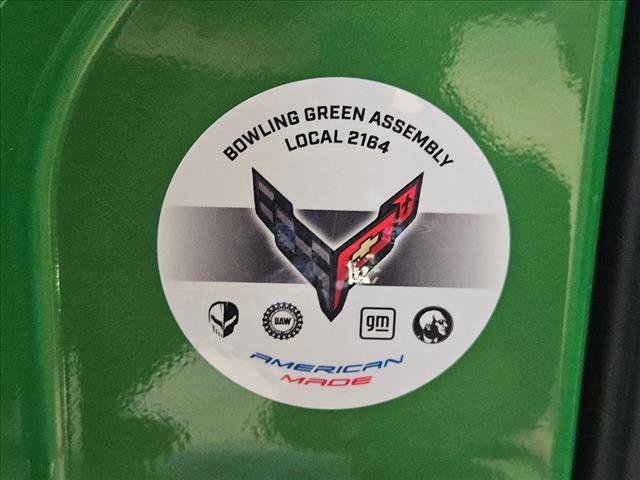 BOWLING GREEN ASSEMBLY
LOCAL 2164
UAW
gm
AMERICAN
MADE